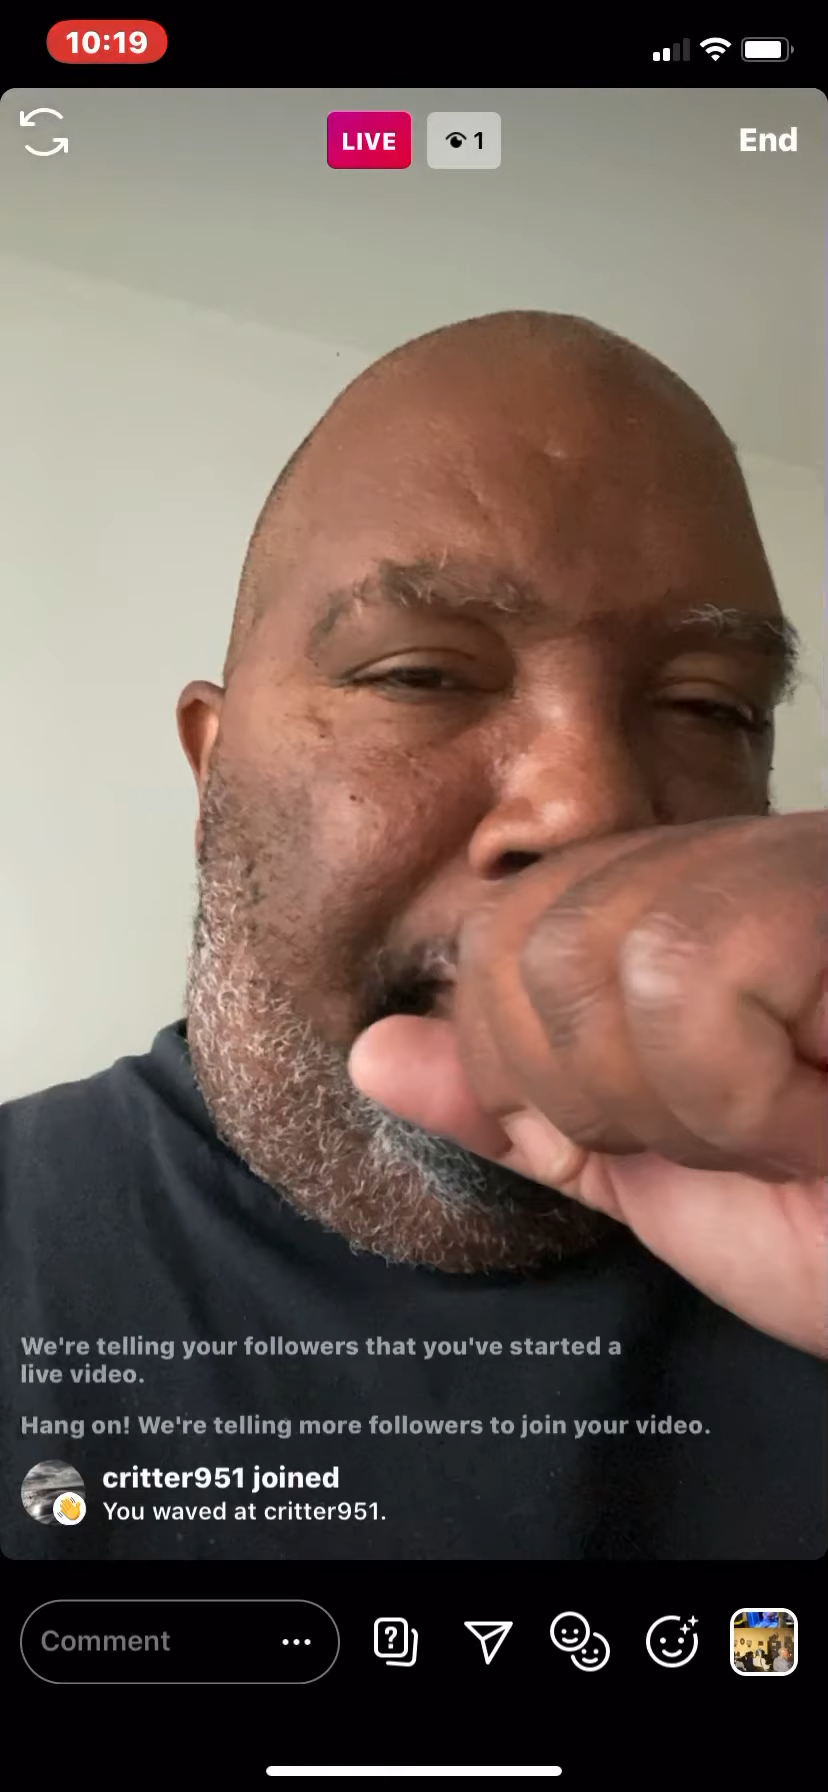 10:19
LIVE
1
End
We're telling your followers that you've started a
live video.
Hang on! We're telling more followers to join your video.
critter951 joined
You waved at critter951.
Comment